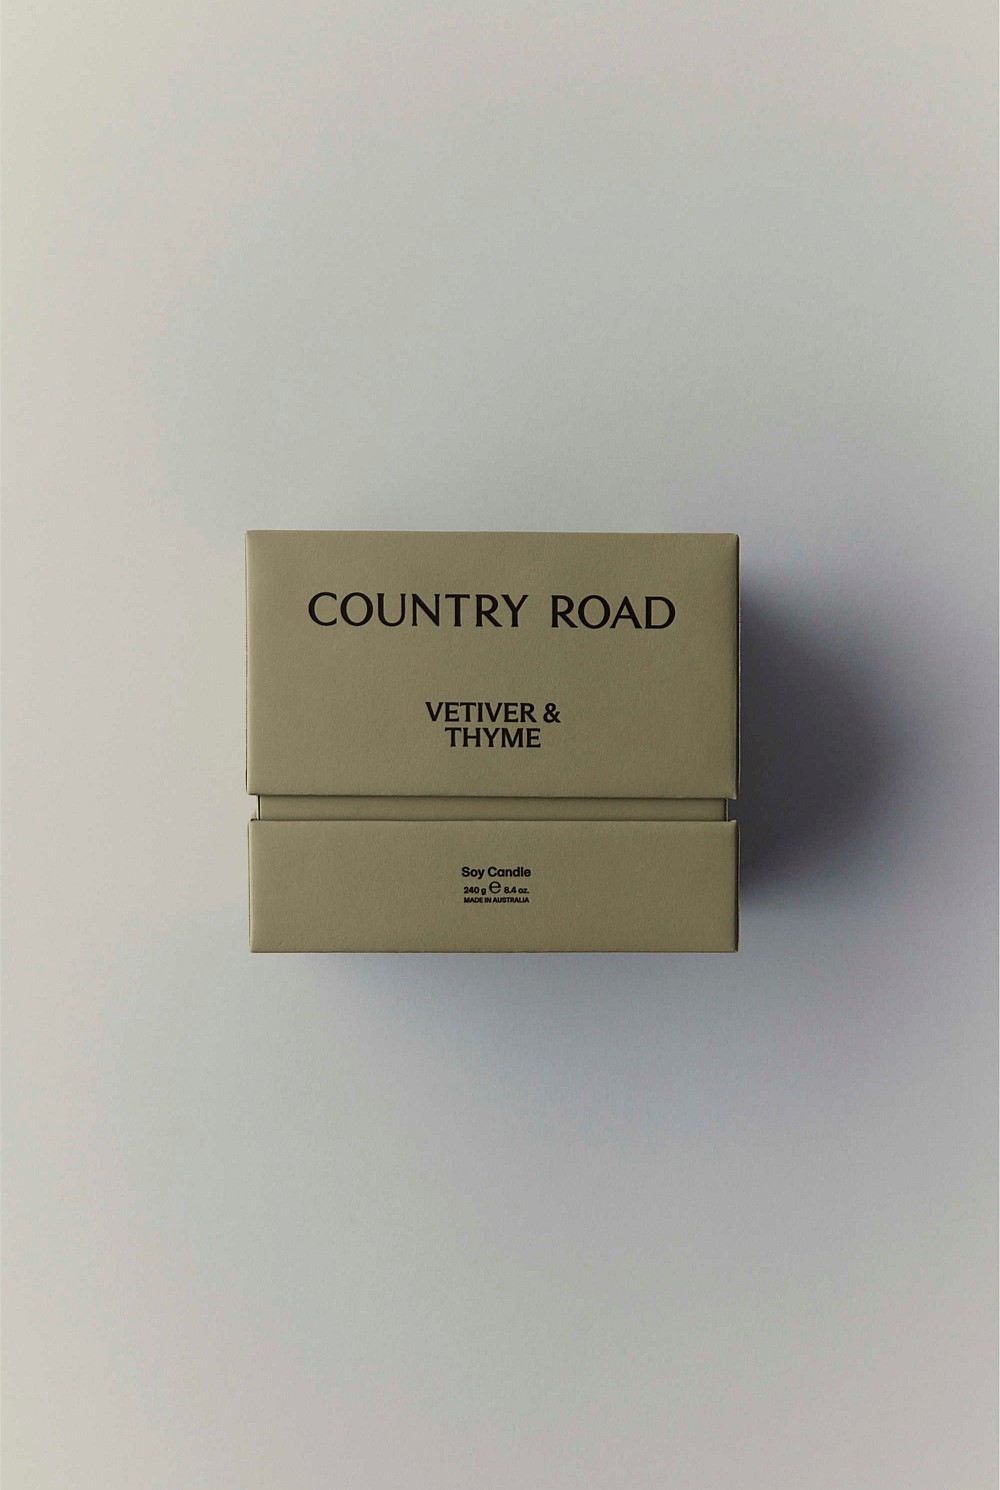 COUNTRY ROAD
VETIVER &
THYME
Soy Candle
240 g ℮ 8.4 oz.
MADE IN AUSTRALIA